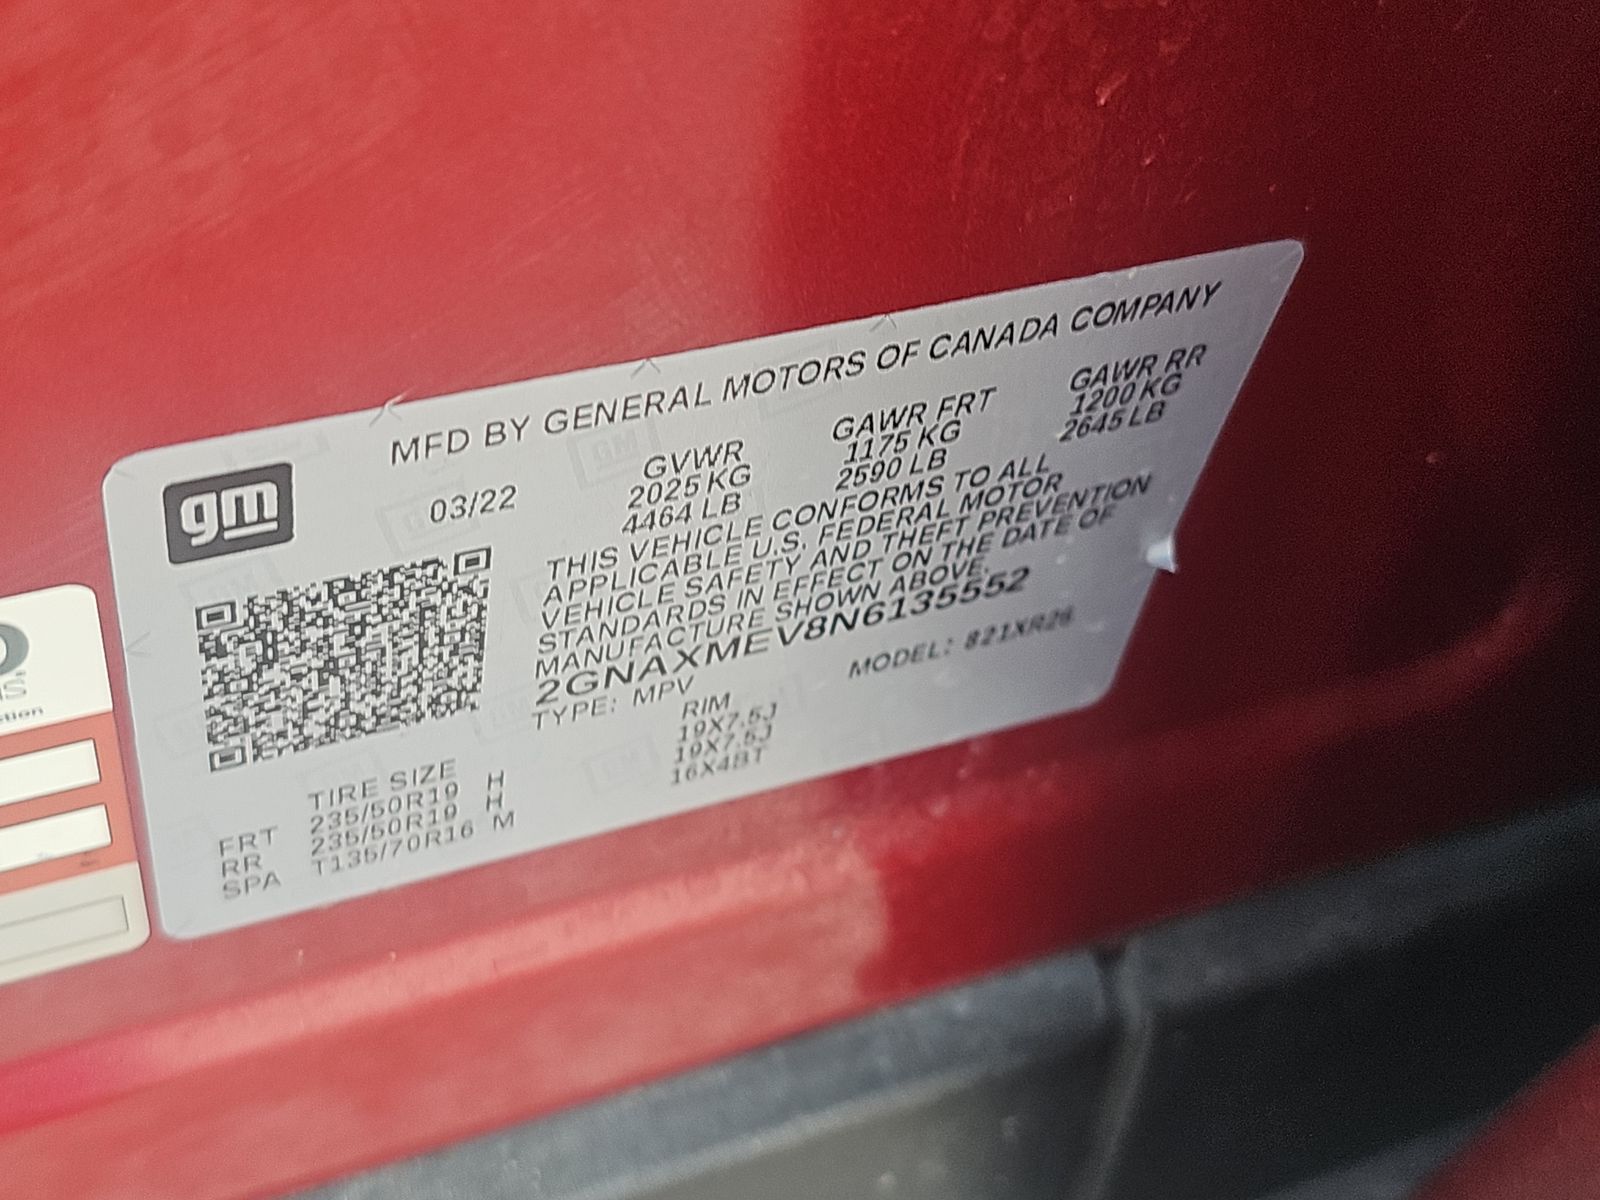 MFD BY GENERAL MOTORS OF CANADA COMPANY
gm
03/22
GVWR GAWR FRT GAWR RR
2025 KG 1175 KG 1200 KG
4464 LB 2590 LB 2645 LB
THIS VEHICLE CONFORMS TO ALL
APPLICABLE U.S. FEDERAL MOTOR
VEHICLE SAFETY AND THEFT PREVENTION
STANDARDS IN EFFECT ON THE DATE OF
MANUFACTURE SHOWN ABOVE.
2GNAXMEV8N6135552
TYPE: MPV MODEL: 821XR26
TIRE SIZE RIM
FRT 235/50R19 H 19X7.5J
RR 235/50R19 H 19X7.5J
SPA T135/70R16 M 16X4BT